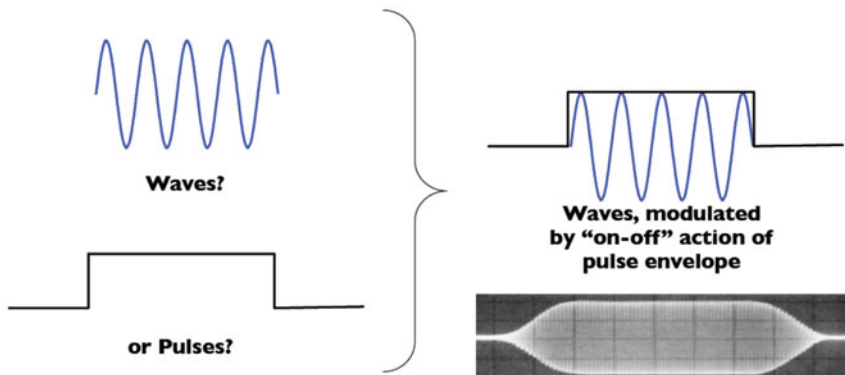 Waves?
or Pulses?
Waves, modulated
by “on-off” action of
pulse envelope